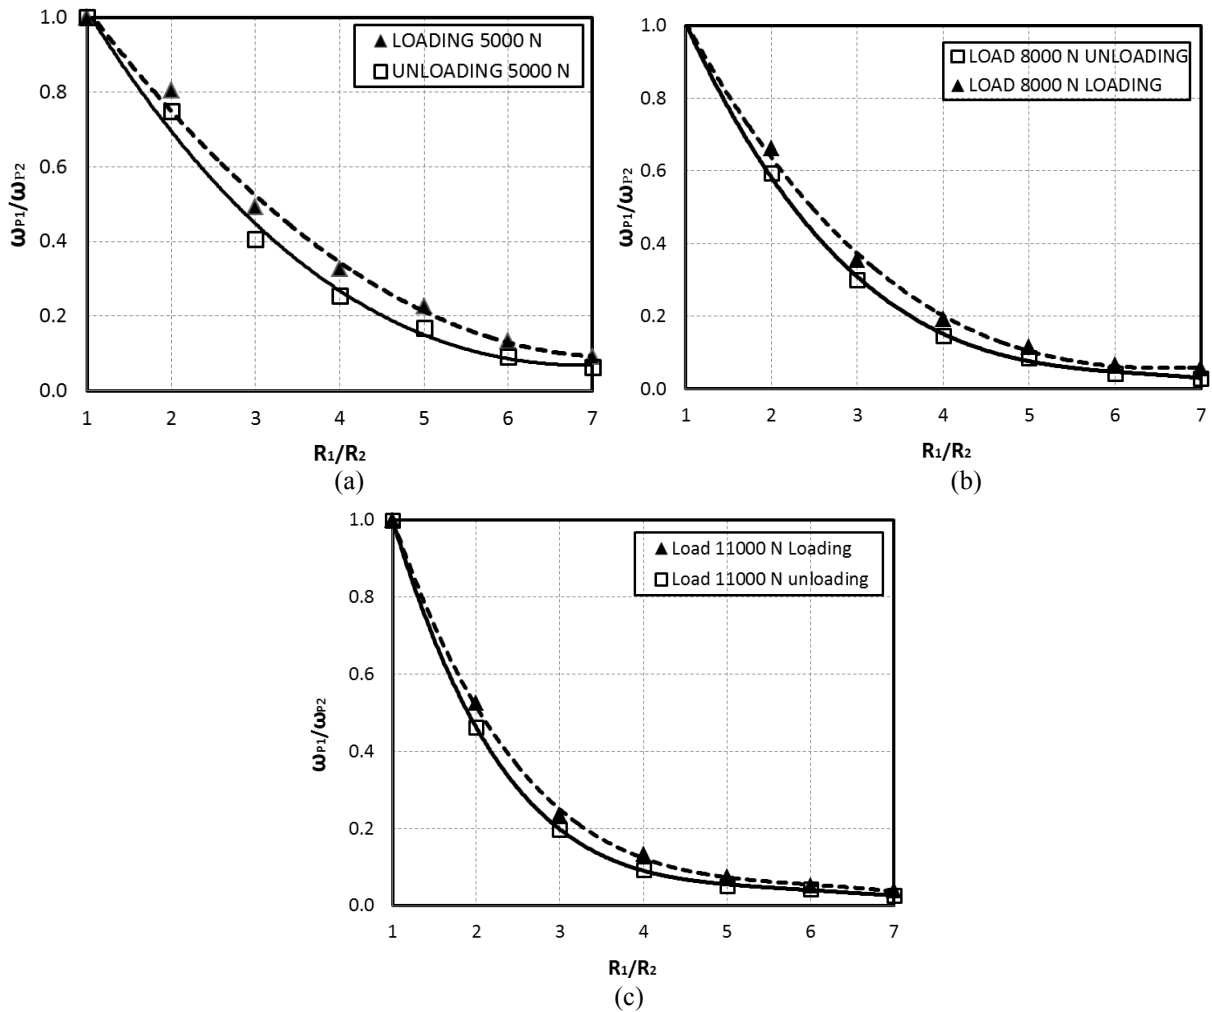 1.0
0.8
0.6
0.4
0.2
0.0
ωP1/ωP2
LOADING 5000 N
UNLOADING 5000 N
1 2 3 4 5 6 7
R1/R2
(a)
1.0
0.8
0.6
0.4
0.2
0.0
ωP1/ωP2
LOAD 8000 N UNLOADING
LOAD 8000 N LOADING
1 2 3 4 5 6 7
R1/R2
(b)
1.0
0.8
0.6
0.4
0.2
0.0
ωP1/ωP2
Load 11000 N Loading
Load 11000 N unloading
1 2 3 4 5 6 7
R1/R2
(c)